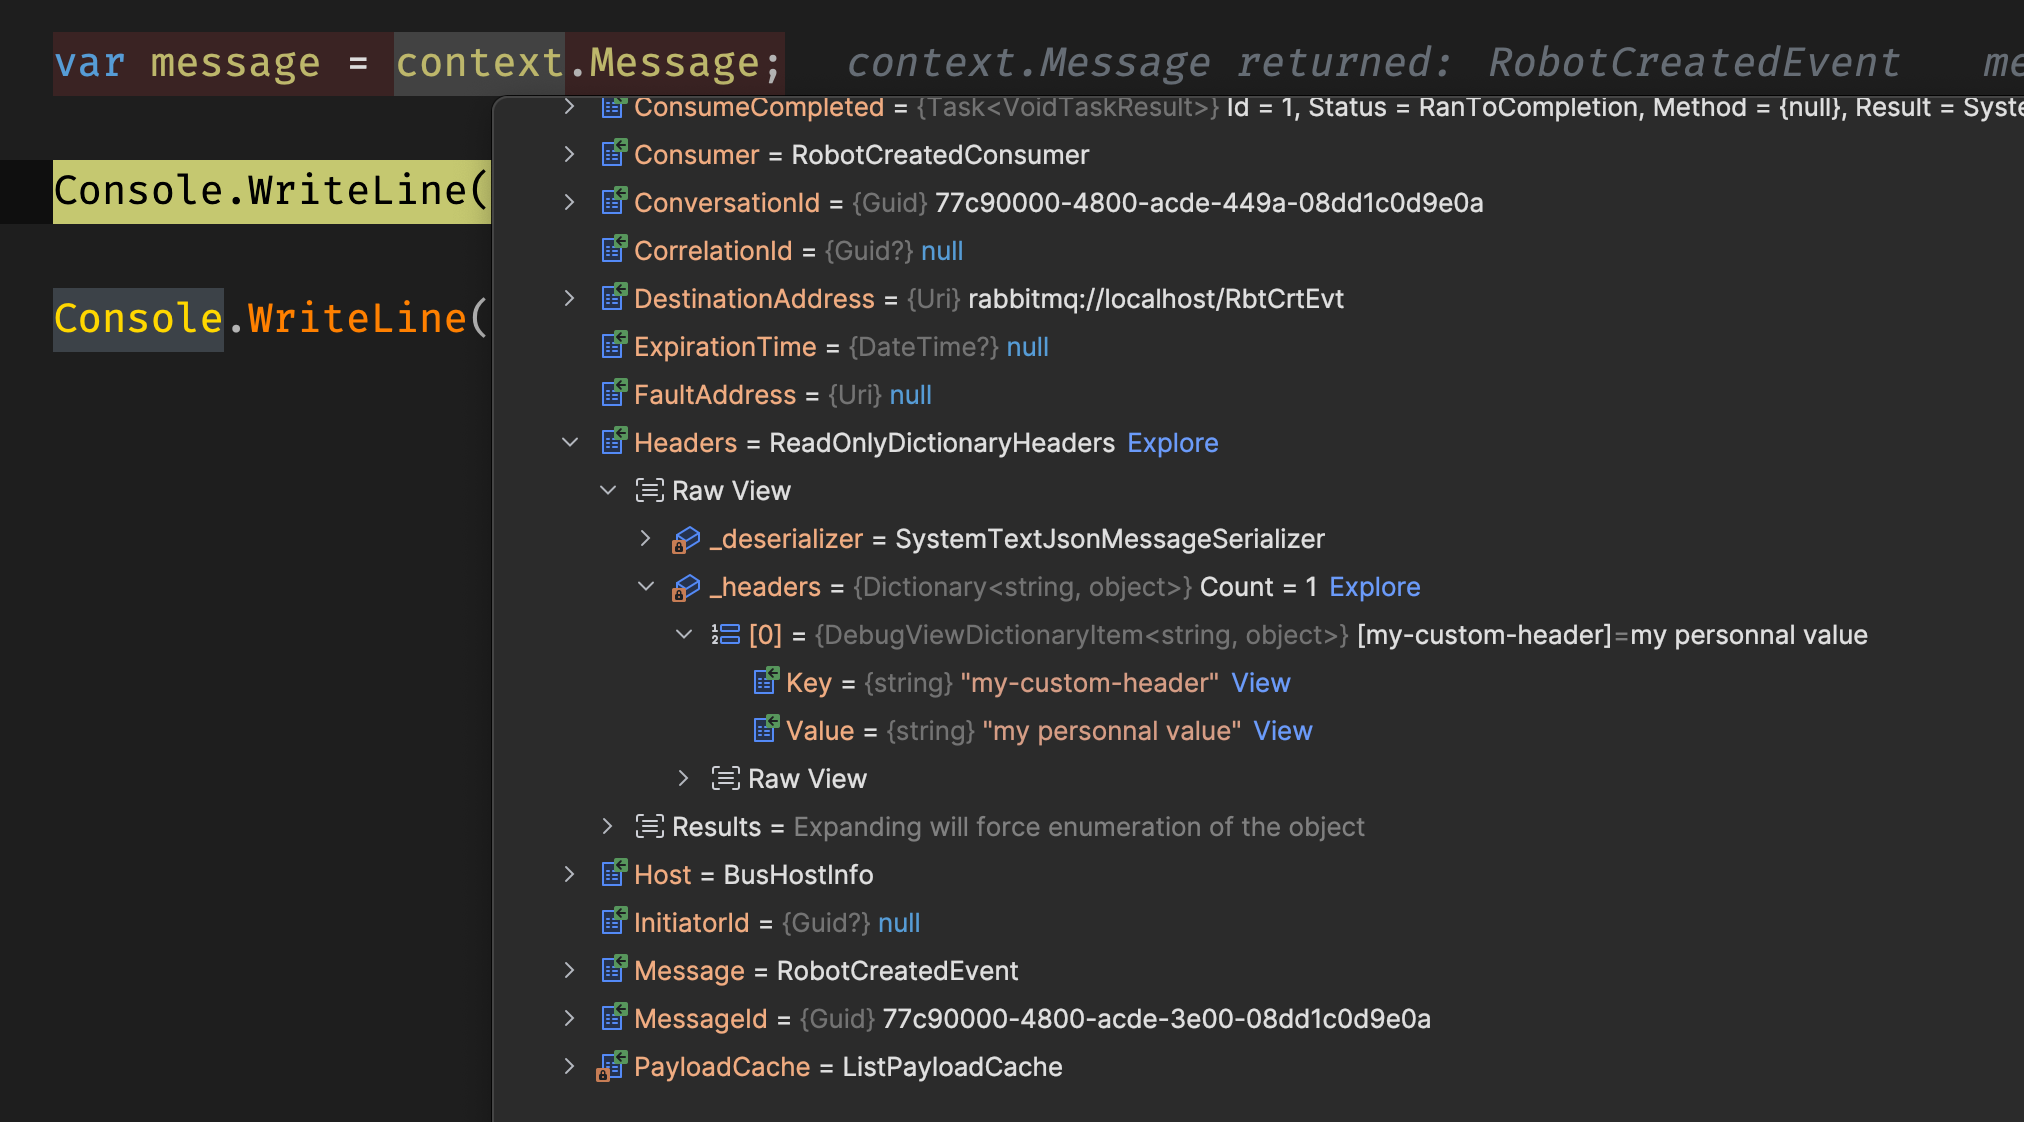 var message = context.Message;   context.Message returned: RobotCreatedEvent   me
ConsumeCompleted = {Task<VoidTaskResult>} Id = 1, Status = RanToCompletion, Method = {null}, Result = Syste
Console.WriteLine(
Consumer = RobotCreatedConsumer
ConversationId = {Guid} 77c90000-4800-acde-449a-08dd1c0d9e0a
CorrelationId = {Guid?} null
Console.WriteLine(
DestinationAddress = {Uri} rabbitmq://localhost/RbtCrtEvt
ExpirationTime = {DateTime?} null
FaultAddress = {Uri} null
Headers = ReadOnlyDictionaryHeaders Explore
Raw View
_deserializer = SystemTextJsonMessageSerializer
_headers = {Dictionary<string, object>} Count = 1 Explore
[0] = {DebugViewDictionaryItem<string, object>} [my-custom-header]=my personnal value
Key = {string} "my-custom-header" View
Value = {string} "my personnal value" View
Raw View
Results = Expanding will force enumeration of the object
Host = BusHostInfo
InitiatorId = {Guid?} null
Message = RobotCreatedEvent
MessageId = {Guid} 77c90000-4800-acde-3e00-08dd1c0d9e0a
PayloadCache = ListPayloadCache